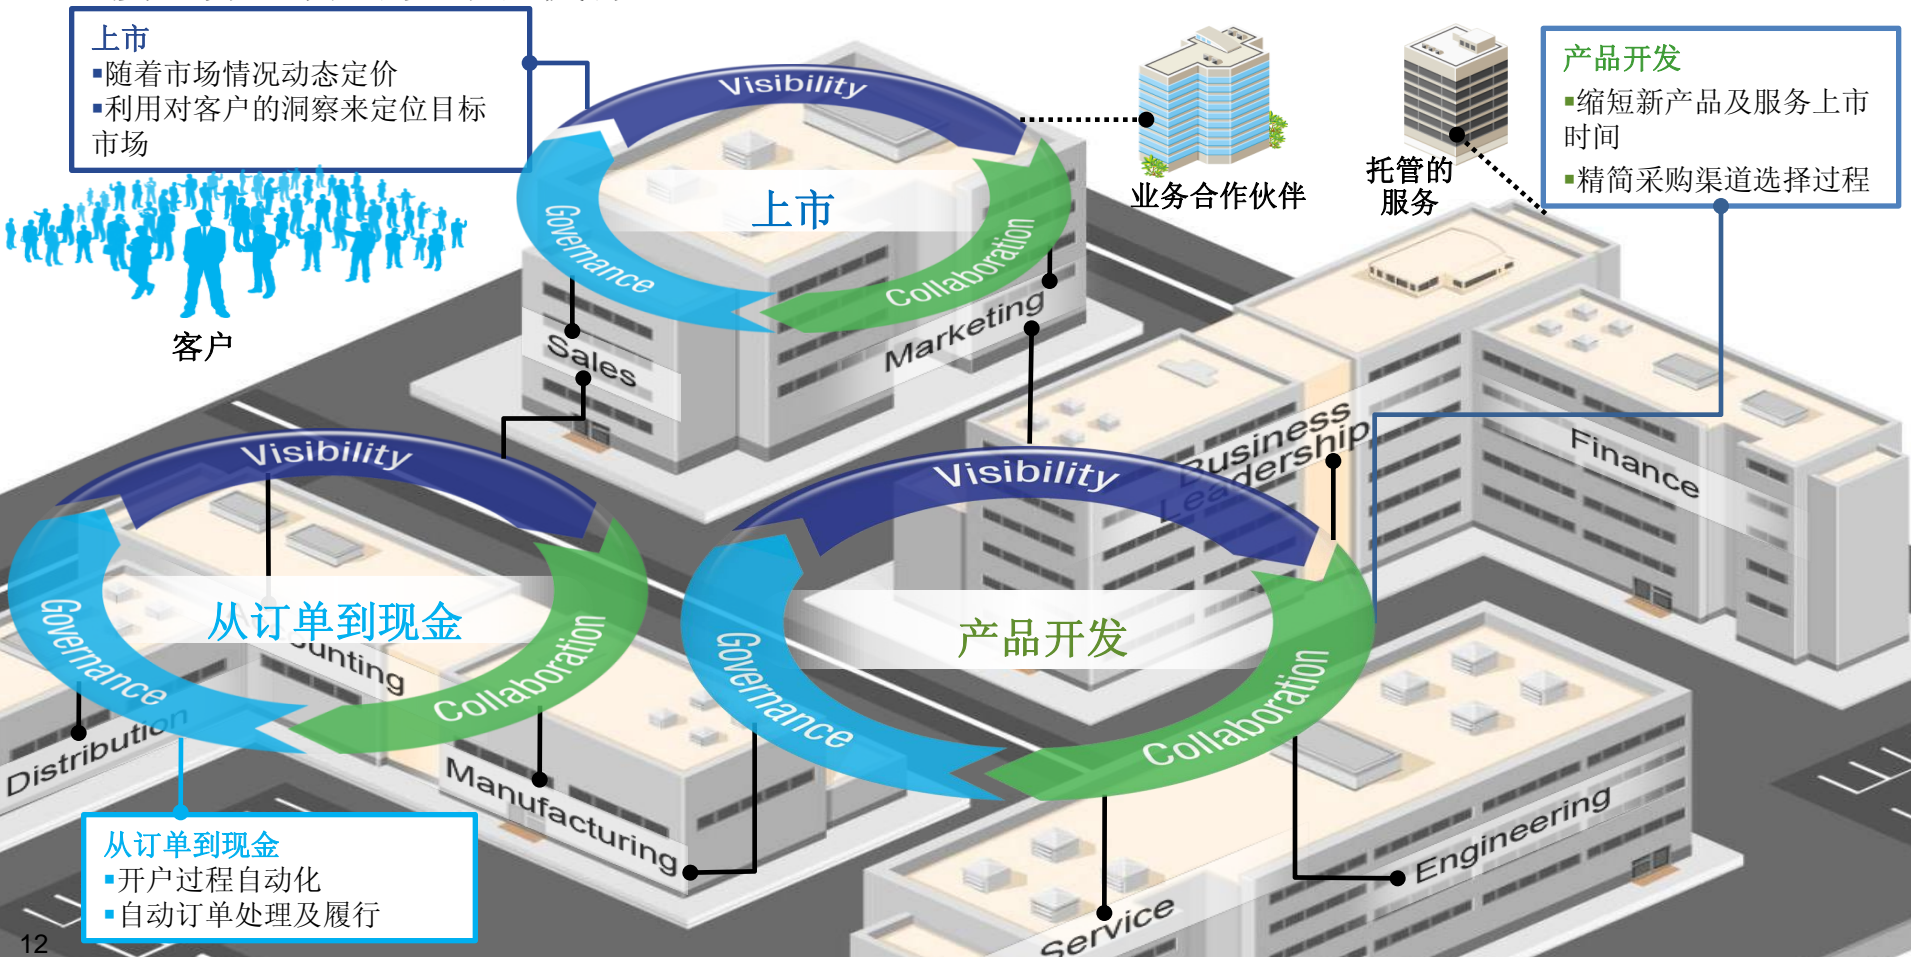 上市
▪随着市场情况动态定价
▪利用对客户的洞察来定位目标
市场
客户
Visibility
Governance
Collaboration
上市
Sales
Marketing
业务合作伙伴
托管的
服务
产品开发
▪缩短新产品及服务上市
时间
▪精简采购渠道选择过程
Business
Leadership
Finance
Visibility
Governance
Collaboration
从订单到现金
Distribution
Manufacturing
Visibility
Governance
Collaboration
产品开发
Engineering
Service
从订单到现金
▪开户过程自动化
▪自动订单处理及履行
12